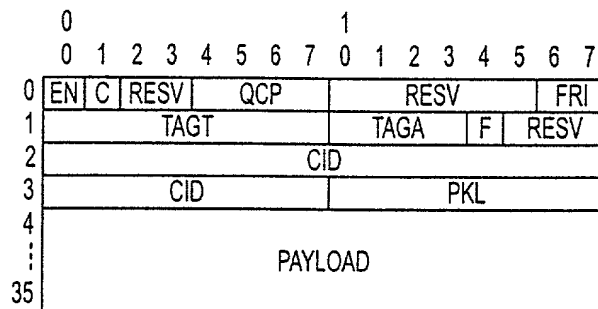 0 1
0 1 2 3 4 5 6 7 0 1 2 3 4 5 6 7
0 EN C RESV QCP RESV FRI
1 TAGT TAGA F RESV
2 CID
3 CID PKL
4
PAYLOAD
35